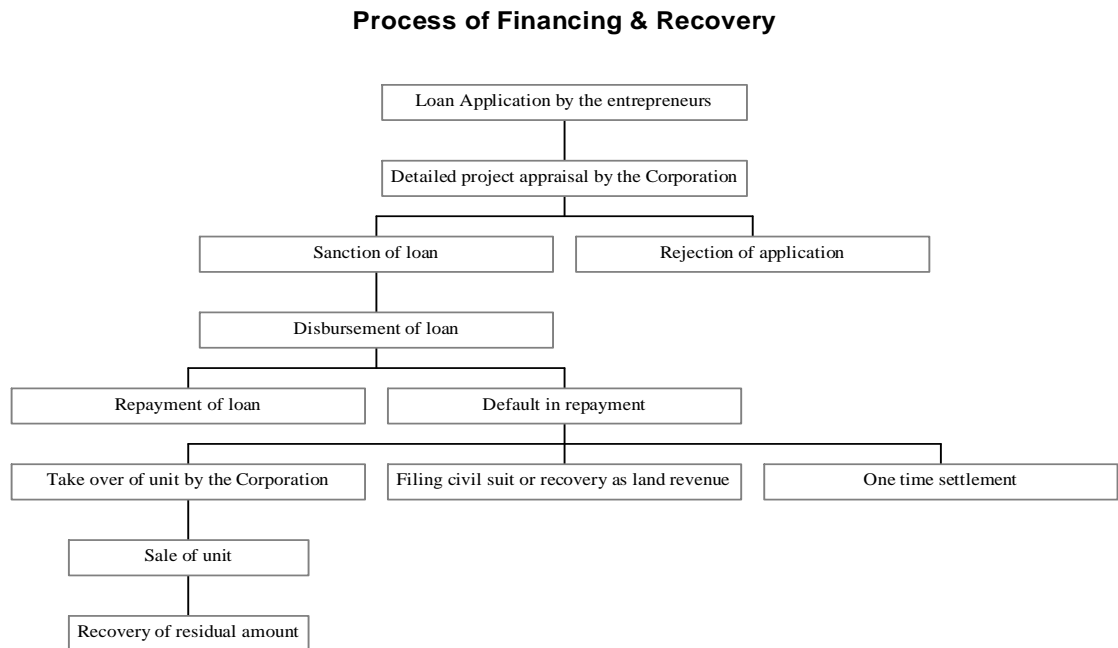 Process of Financing & Recovery
Loan Application by the entrepreneurs
Detailed project appraisal by the Corporation
Sanction of loan
Rejection of application
Disbursement of loan
Repayment of loan
Default in repayment
Take over of unit by the Corporation
Filing civil suit or recovery as land revenue
One time settlement
Sale of unit
Recovery of residual amount